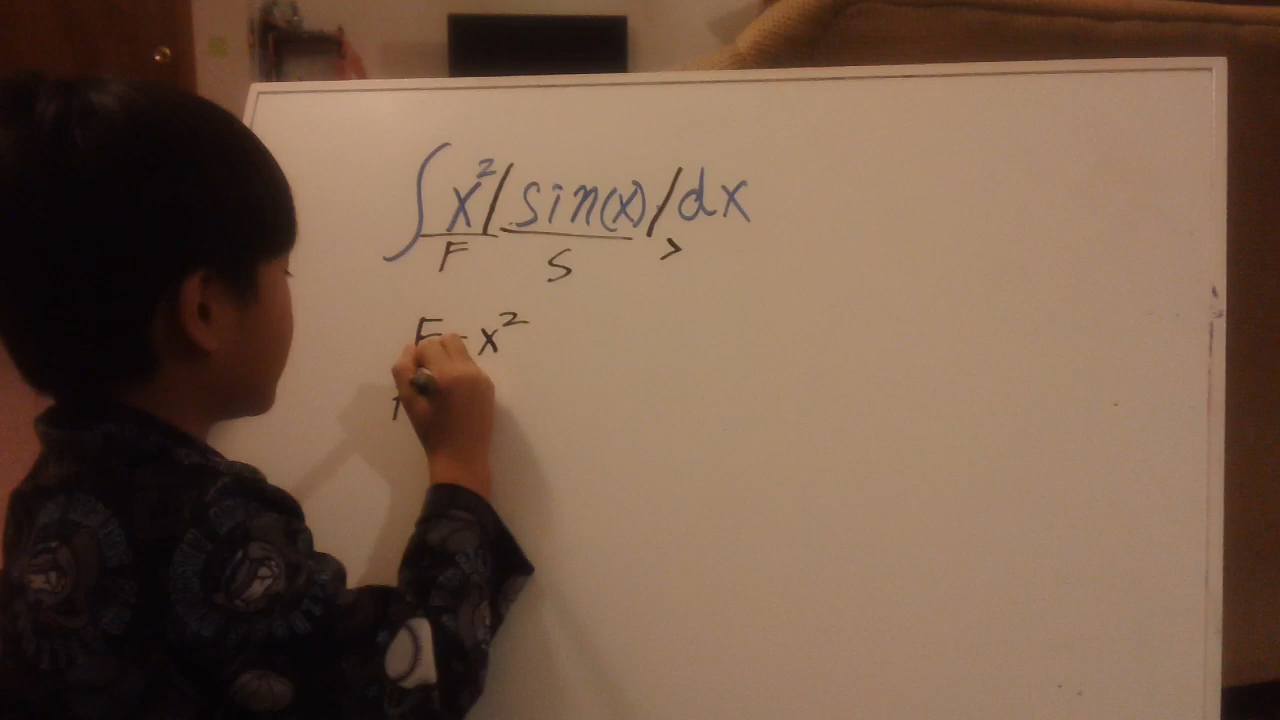 ∫ x² / sin(x) / dx
F S >
F = x²